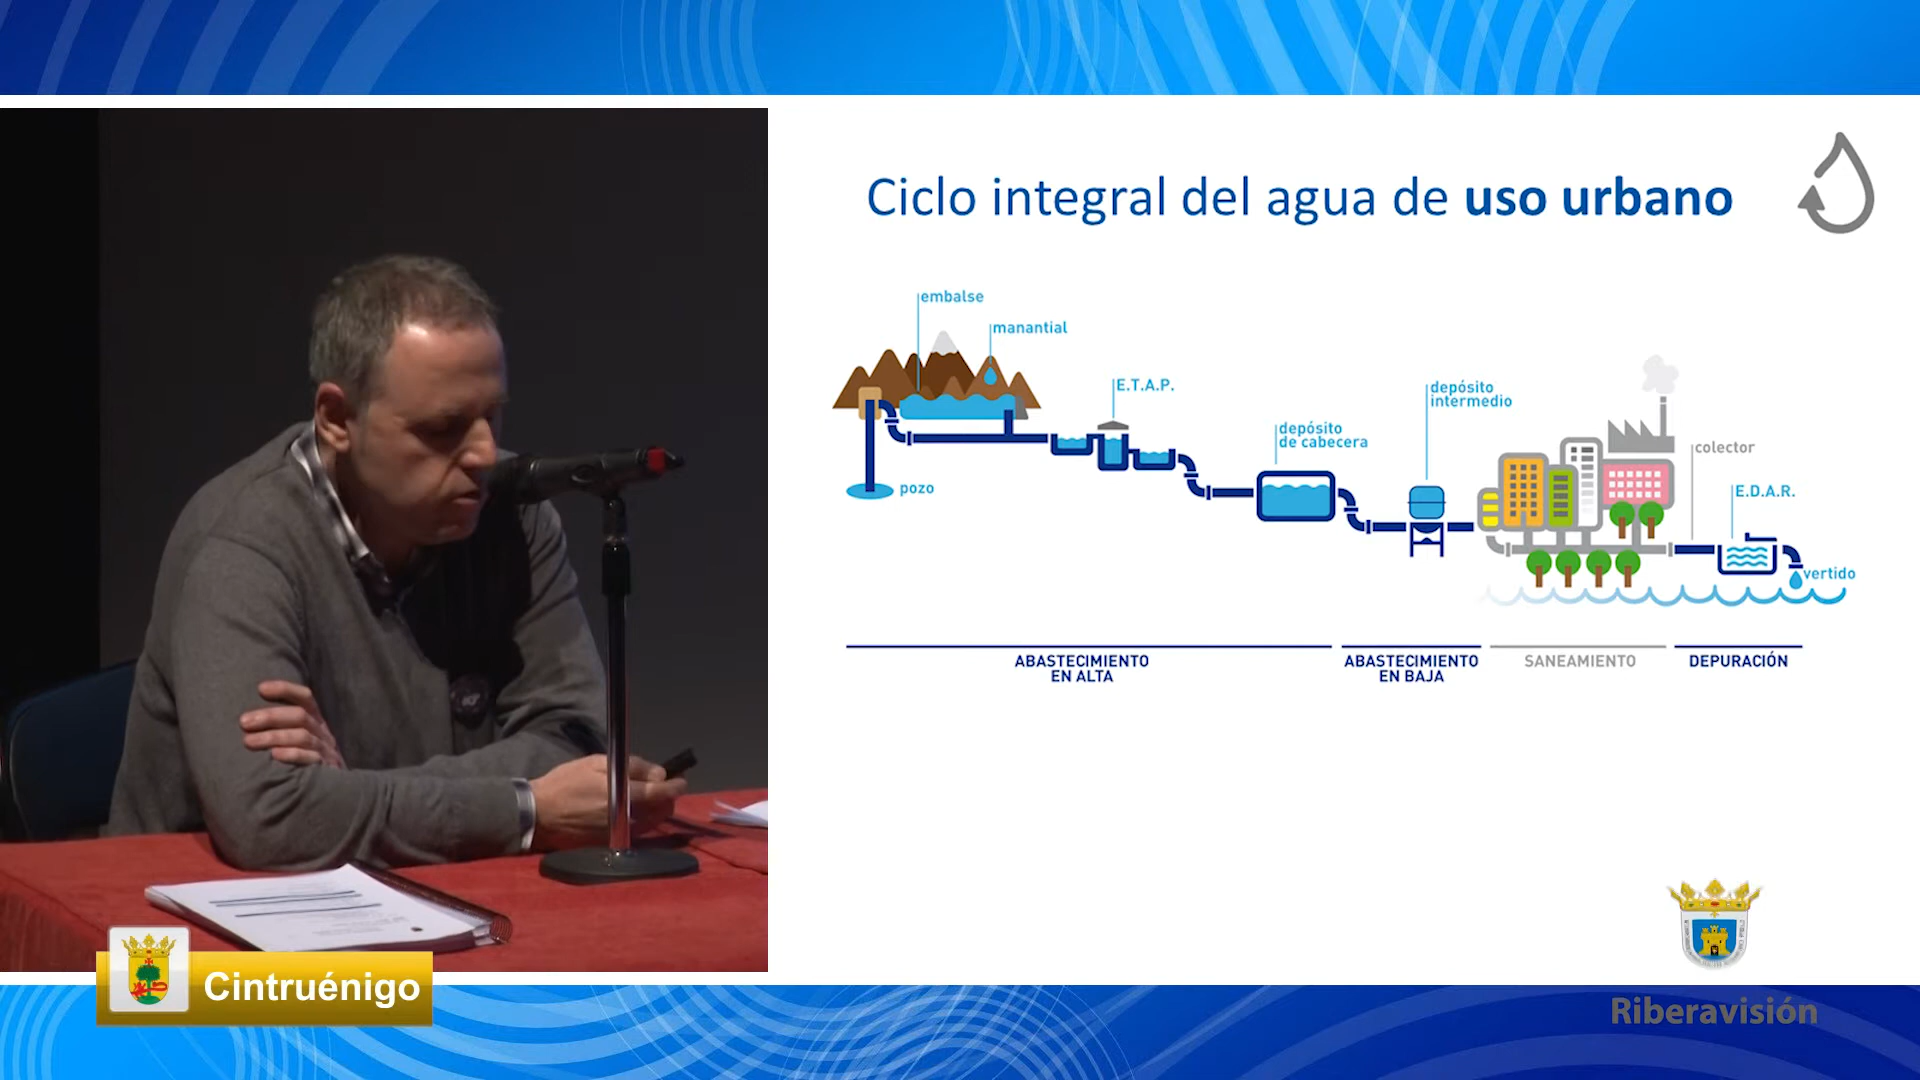 Ciclo integral del agua de uso urbano
embalse
manantial
E.T.A.P.
depósito
intermedio
depósito
de cabecera
colector
pozo
E.D.A.R.
vertido
ABASTECIMIENTO
EN ALTA
ABASTECIMIENTO
EN BAJA
SANEAMIENTO
DEPURACIÓN
Cintruénigo
Riberavisión